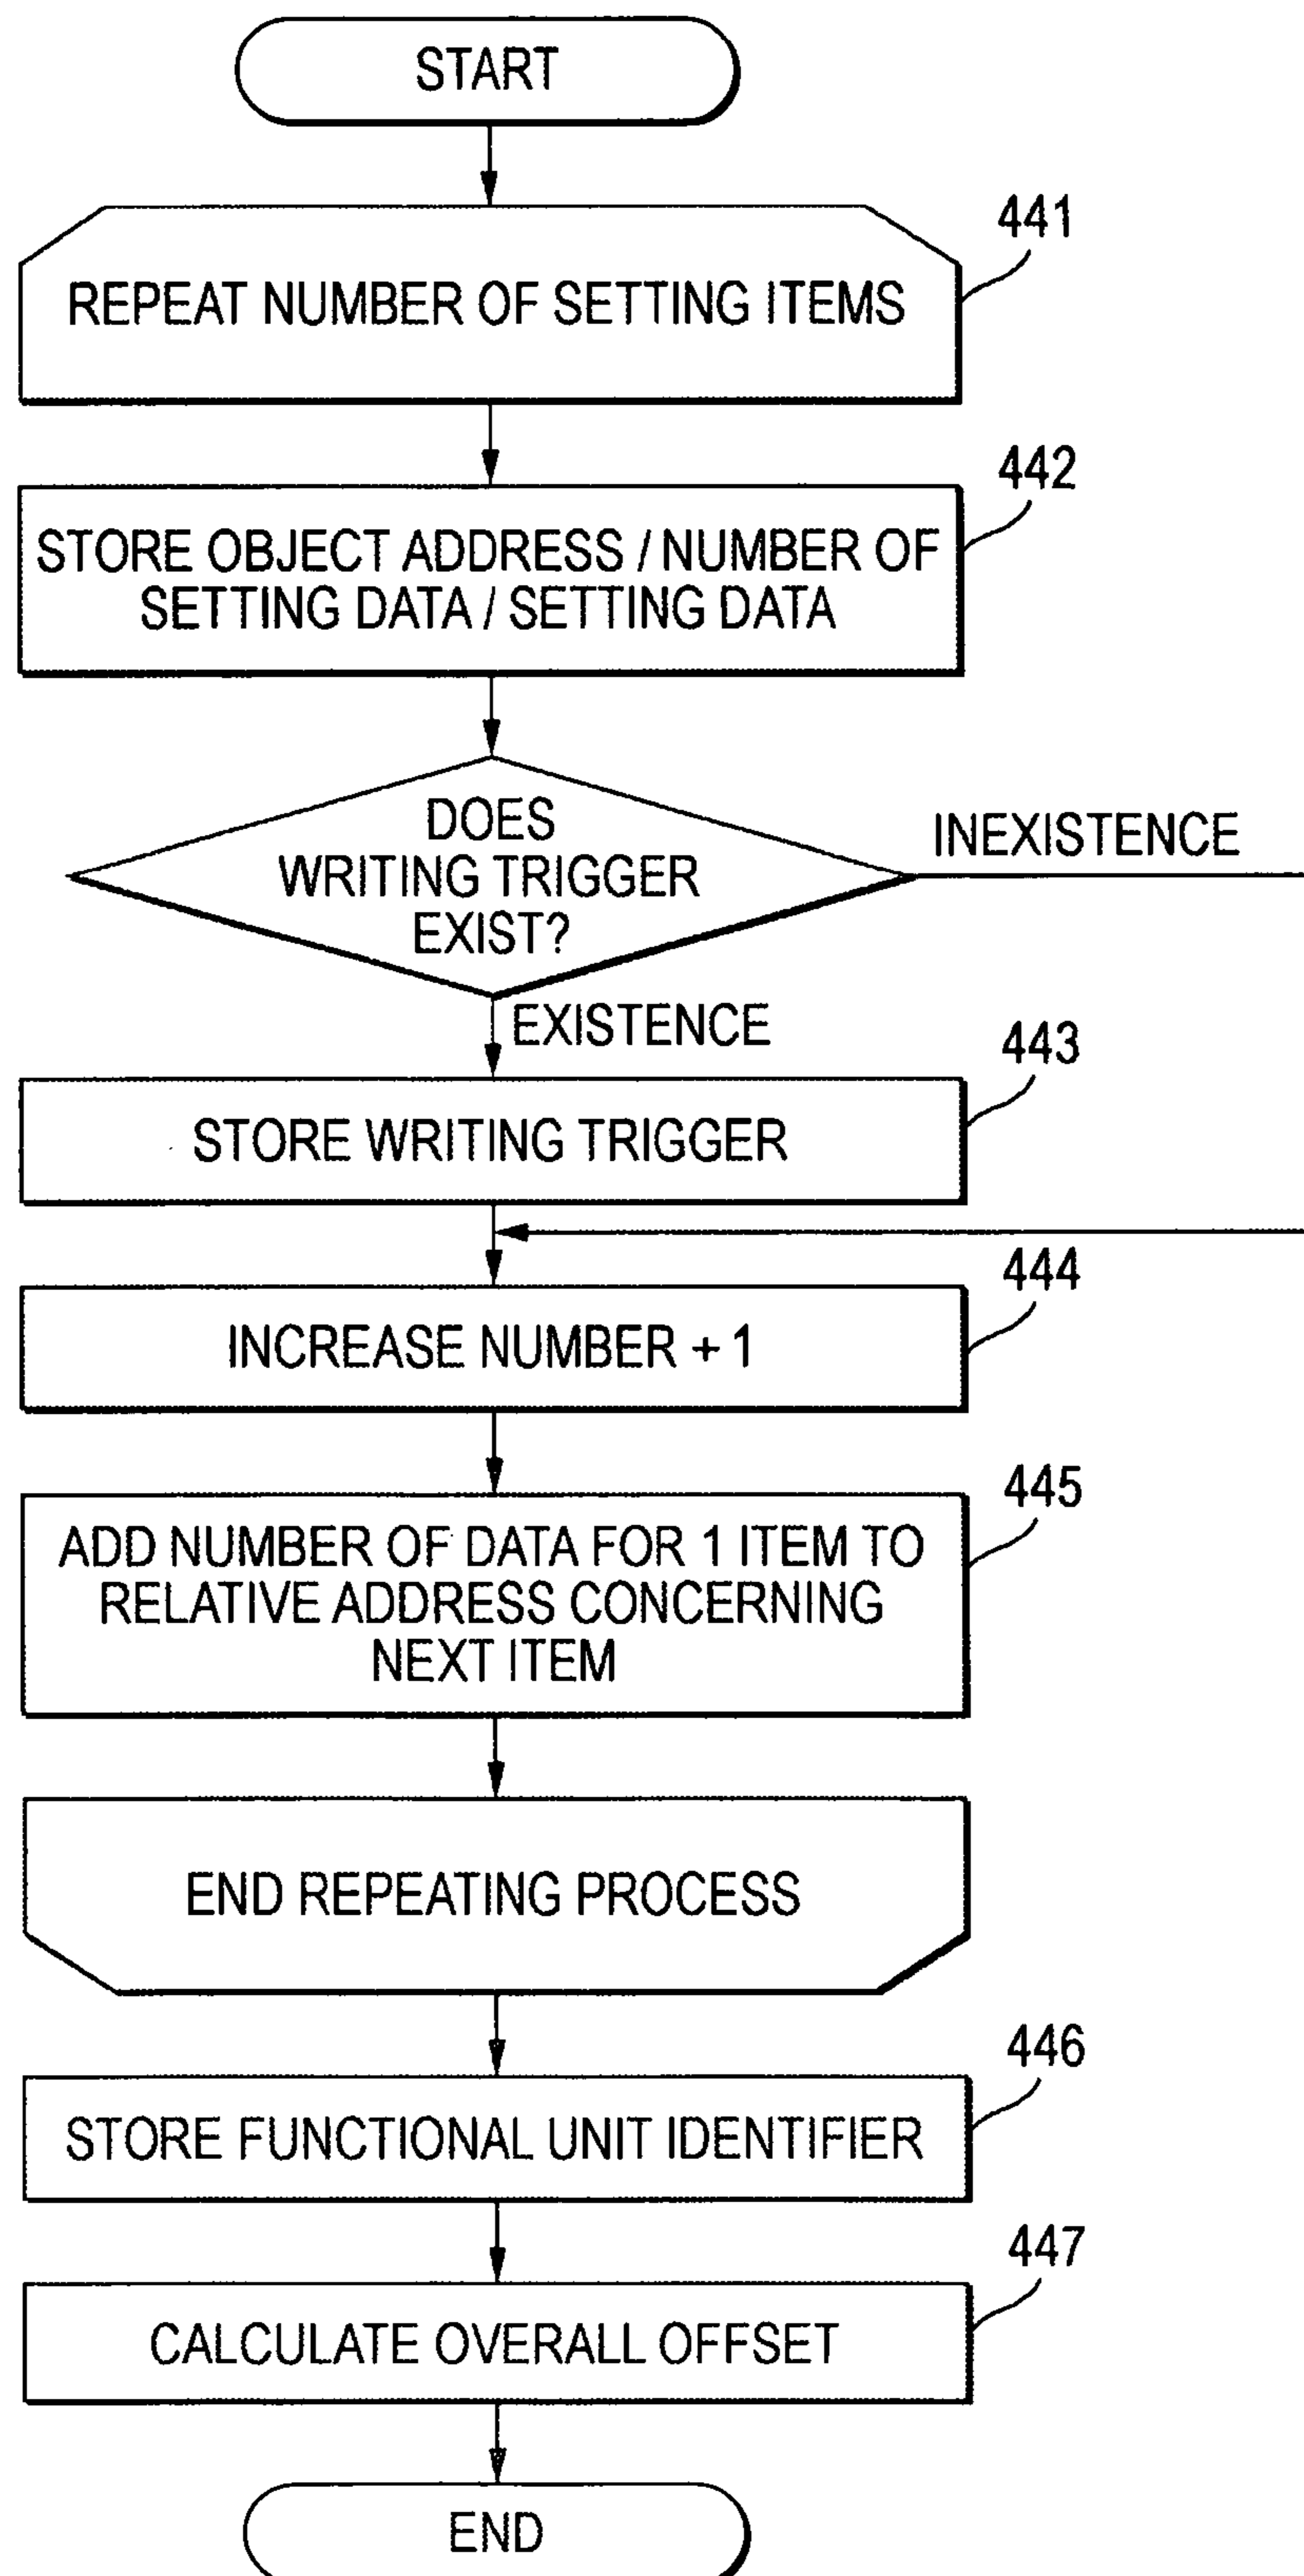 START
441
REPEAT NUMBER OF SETTING ITEMS
442
STORE OBJECT ADDRESS / NUMBER OF
SETTING DATA / SETTING DATA
DOES
WRITING TRIGGER
EXIST?
INEXISTENCE
EXISTENCE
443
STORE WRITING TRIGGER
444
INCREASE NUMBER + 1
445
ADD NUMBER OF DATA FOR 1 ITEM TO
RELATIVE ADDRESS CONCERNING
NEXT ITEM
END REPEATING PROCESS
446
STORE FUNCTIONAL UNIT IDENTIFIER
447
CALCULATE OVERALL OFFSET
END